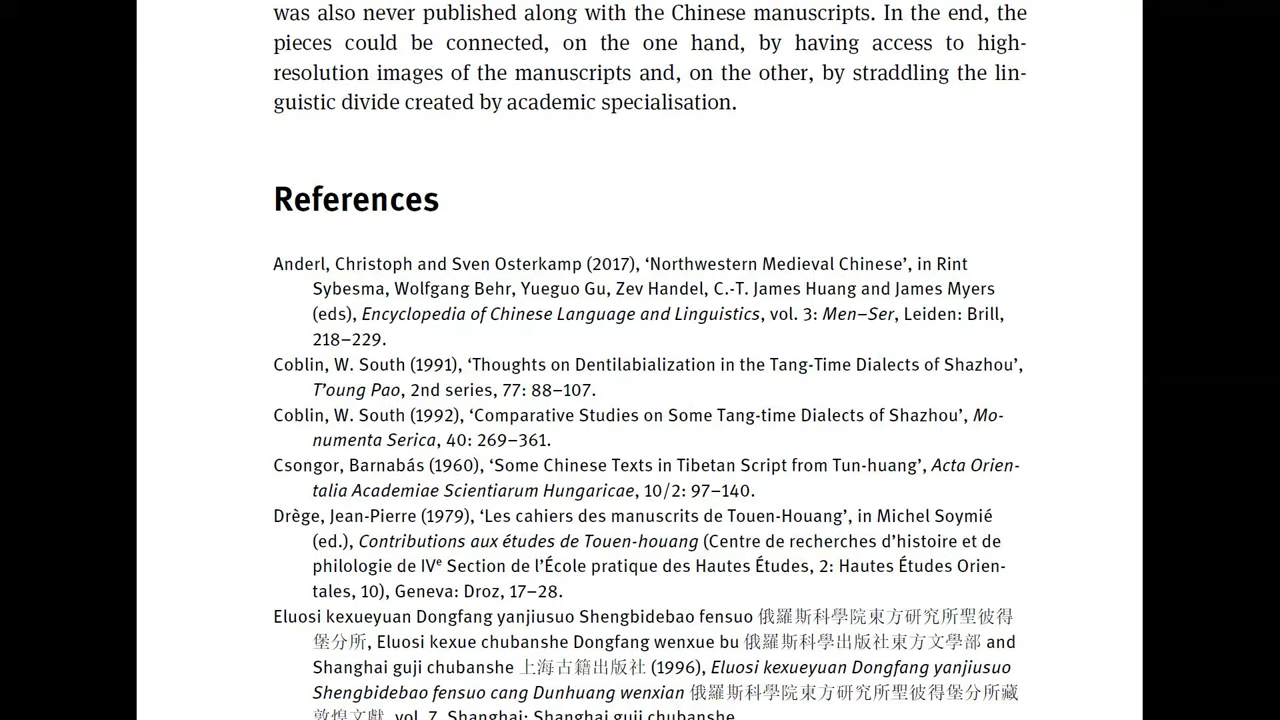 was also never published along with the Chinese manuscripts. In the end, the
pieces could be connected, on the one hand, by having access to high-
resolution images of the manuscripts and, on the other, by straddling the lin-
guistic divide created by academic specialisation.
References
Anderl, Christoph and Sven Osterkamp (2017), ‘Northwestern Medieval Chinese’, in Rint
Sybesma, Wolfgang Behr, Yueguo Gu, Zev Handel, C.-T. James Huang and James Myers
(eds), Encyclopedia of Chinese Language and Linguistics, vol. 3: Men–Ser, Leiden: Brill,
218–229.
Coblin, W. South (1991), ‘Thoughts on Dentilabialization in the Tang-Time Dialects of Shazhou’,
T’oung Pao, 2nd series, 77: 88–107.
Coblin, W. South (1992), ‘Comparative Studies on Some Tang-time Dialects of Shazhou’, Mo-
numenta Serica, 40: 269–361.
Csongor, Barnabás (1960), ‘Some Chinese Texts in Tibetan Script from Tun-huang’, Acta Orien-
talia Academiae Scientiarum Hungaricae, 10/2: 97–140.
Drège, Jean-Pierre (1979), ‘Les cahiers des manuscrits de Touen-Houang’, in Michel Soymié
(ed.), Contributions aux études de Touen-houang (Centre de recherches d’histoire et de
philologie de IVᵉ Section de l’École pratique des Hautes Études, 2: Hautes Études Orien-
tales, 10), Geneva: Droz, 17–28.
Eluosi kexueyuan Dongfang yanjiusuo Shengbidebao fensuo 俄羅斯科學院東方研究所聖彼得
堡分所, Eluosi kexue chubanshe Dongfang wenxue bu 俄羅斯科學出版社東方文學部 and
Shanghai guji chubanshe 上海古籍出版社 (1996), Eluosi kexueyuan Dongfang yanjiusuo
Shengbidebao fensuo cang Dunhuang wenxian 俄羅斯科學院東方研究所聖彼得堡分所藏
敦煌文獻, vol. 7, Shanghai: Shanghai guji chubanshe.